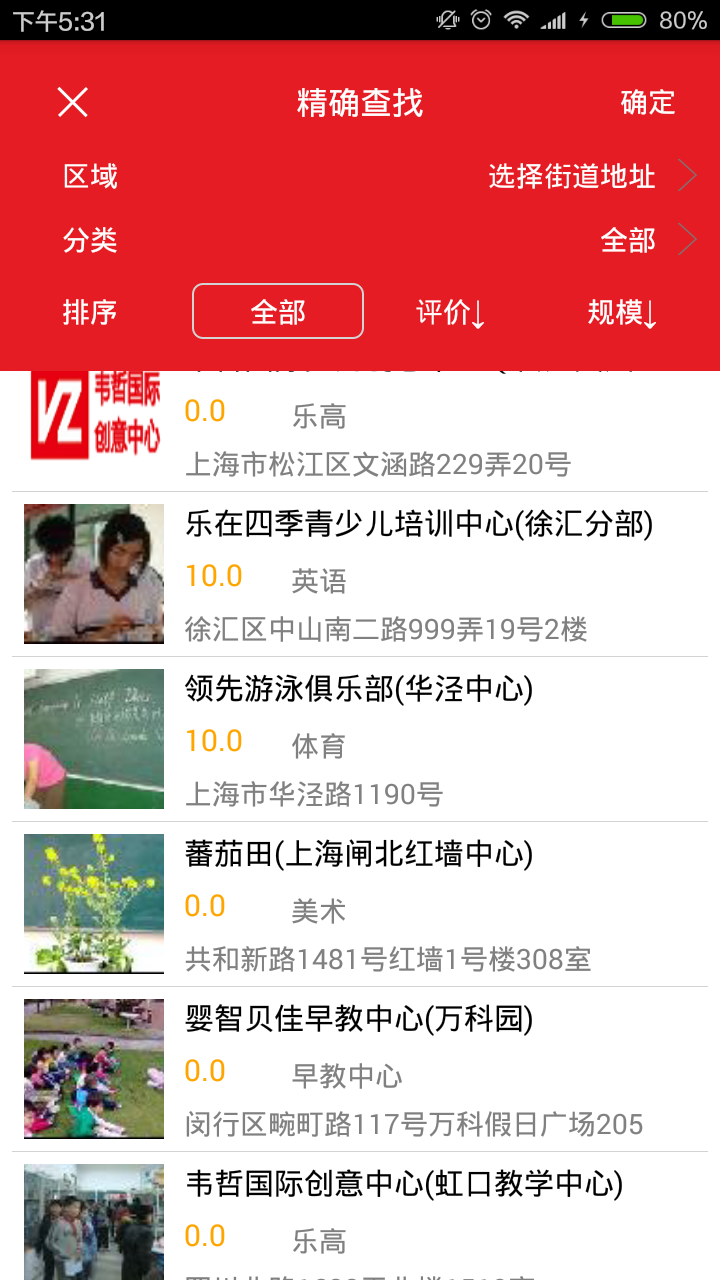 下午5:31
80%
精确查找
确定
区域
选择街道地址
分类
全部
排序
全部
评价↓
规模↓
韦哲国际
创意中心
0.0
乐高
上海市松江区文涵路229弄20号
乐在四季青少儿培训中心(徐汇分部)
10.0
英语
徐汇区中山南二路999弄19号2楼
领先游泳俱乐部(华泾中心)
10.0
体育
上海市华泾路1190号
蕃茄田(上海闸北红墙中心)
0.0
美术
共和新路1481号红墙1号楼308室
婴智贝佳早教中心(万科园)
0.0
早教中心
闵行区畹町路117号万科假日广场205
韦哲国际创意中心(虹口教学中心)
0.0
乐高